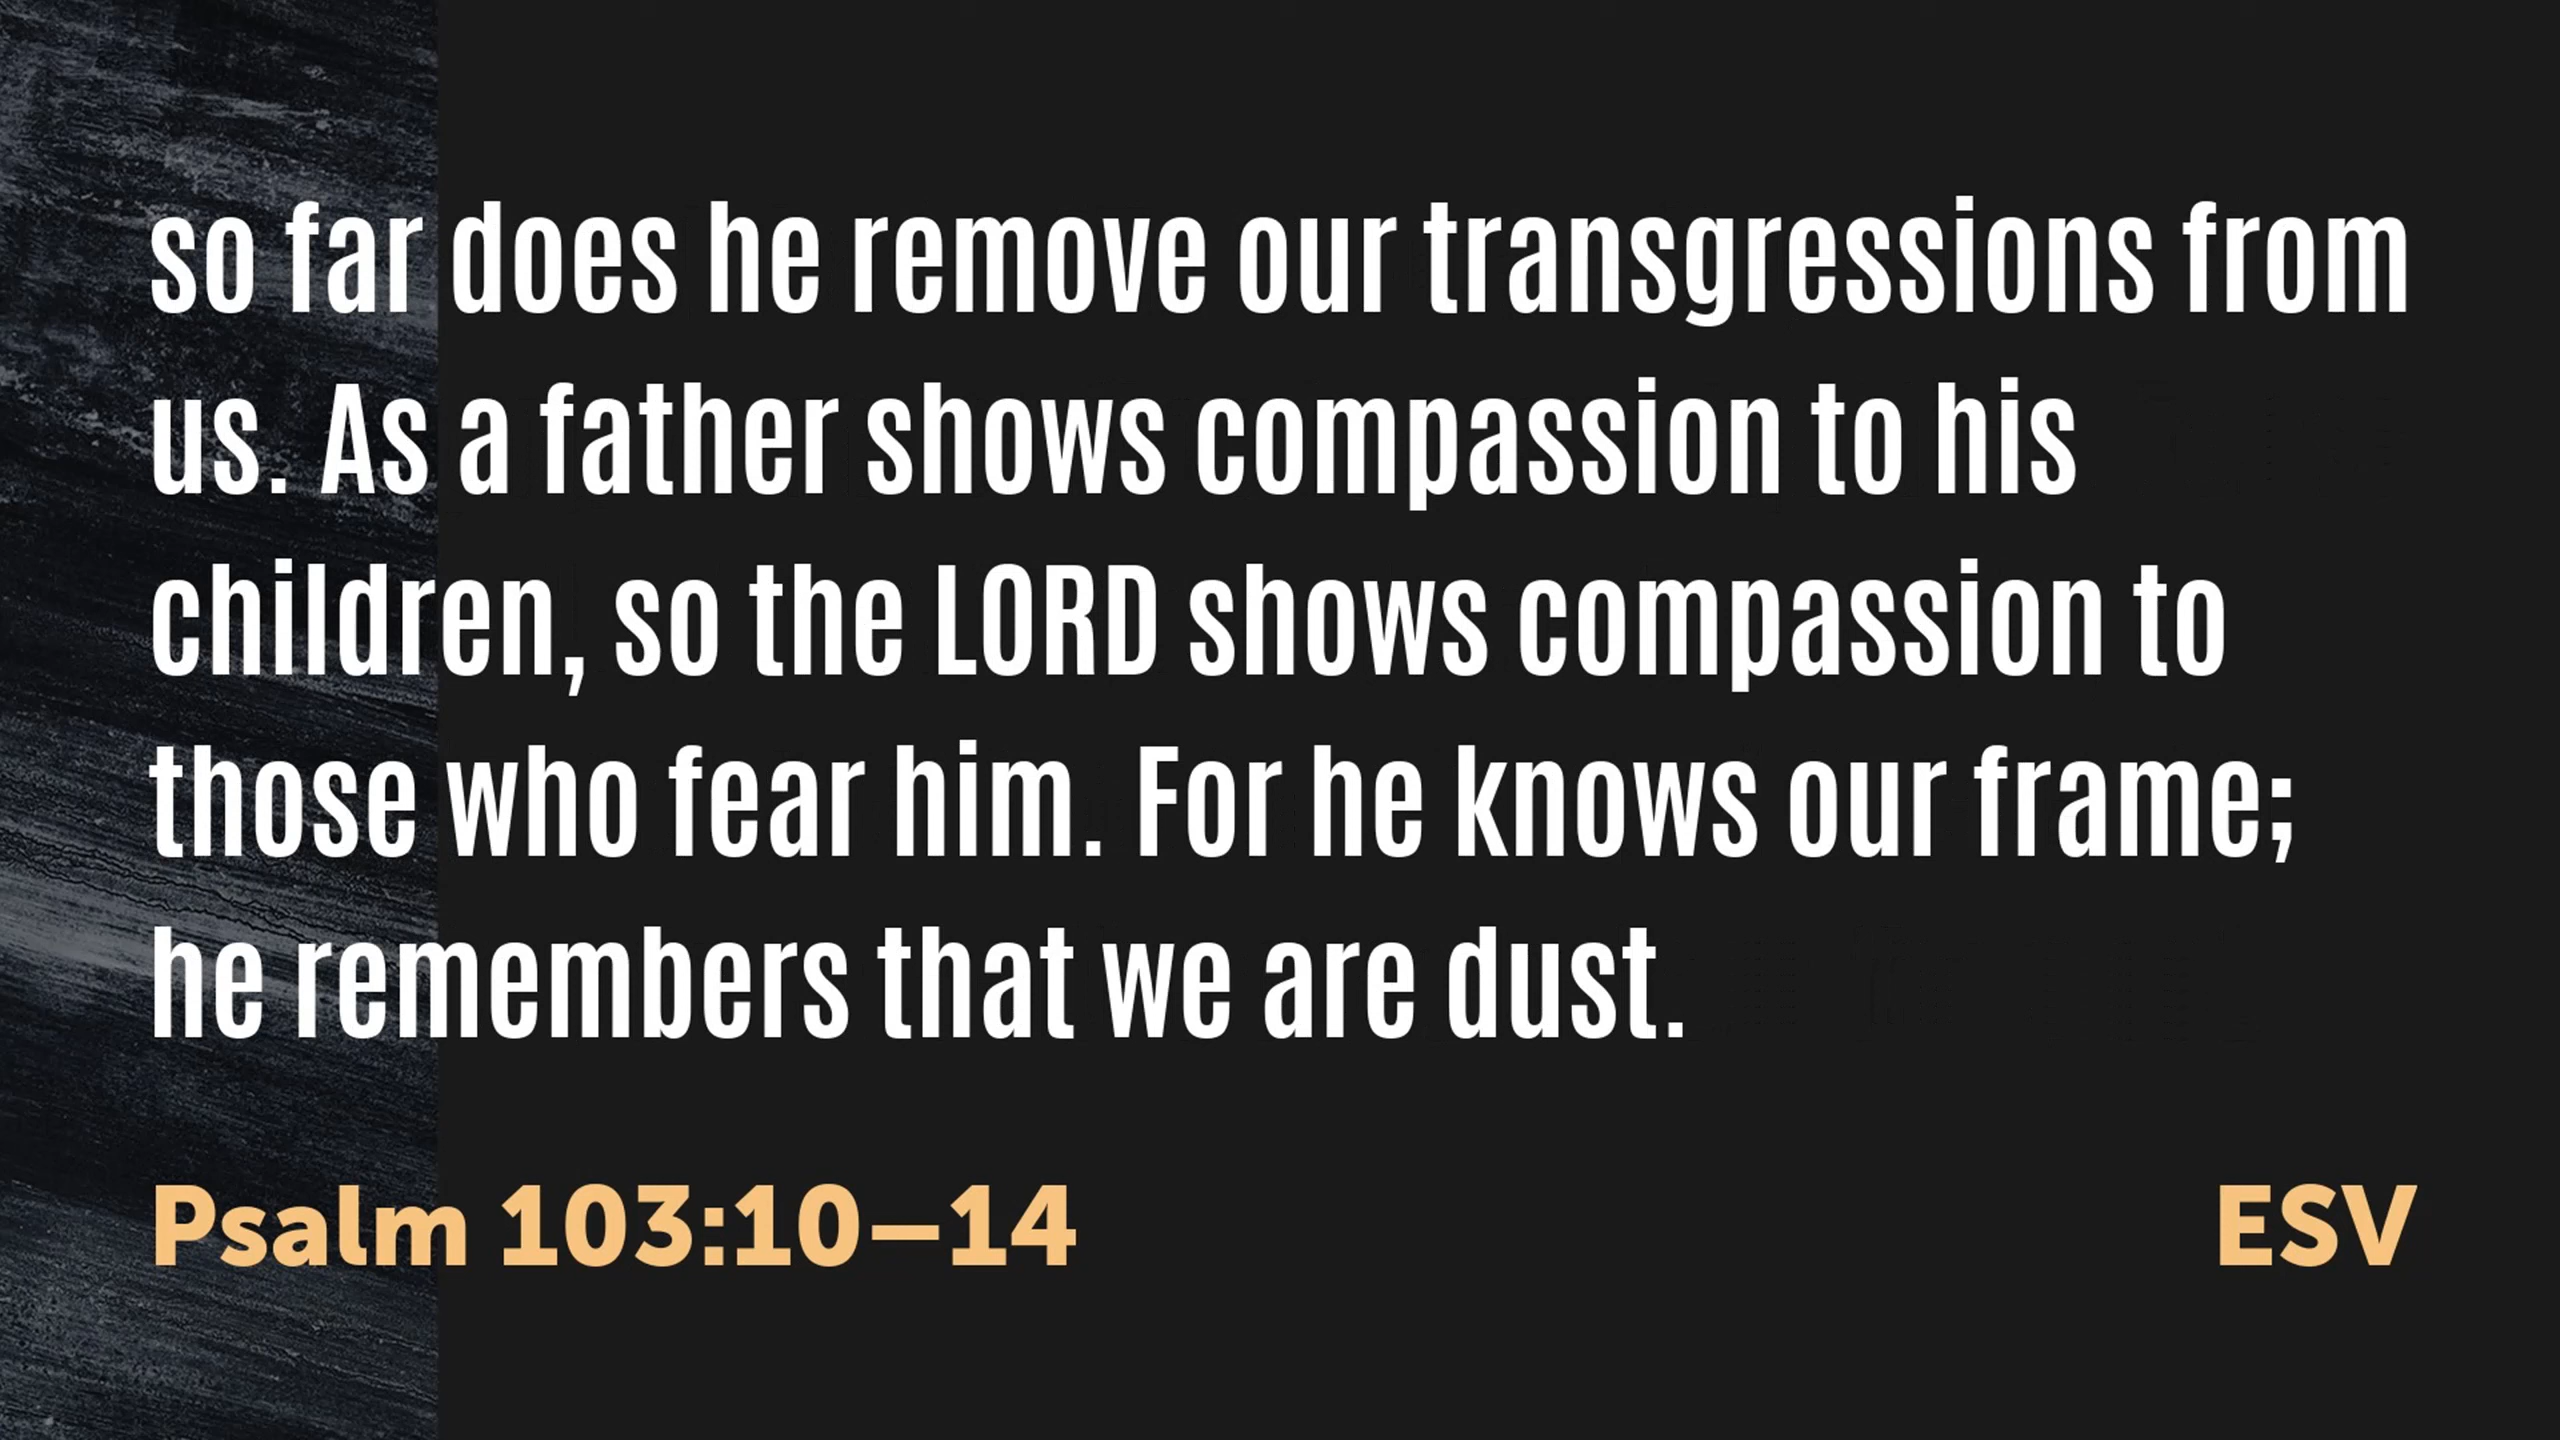 so far does he remove our transgressions from
us. As a father shows compassion to his
children, so the LORD shows compassion to
those who fear him. For he knows our frame;
he remembers that we are dust.
Psalm 103:10–14 ESV